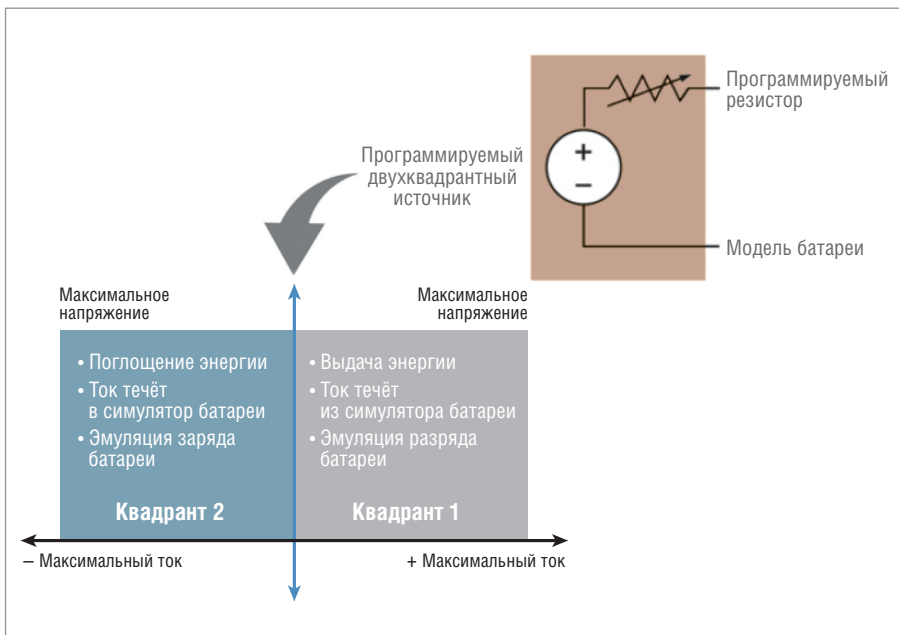 Программируемый
резистор
Программируемый
двухквадрантный
источник
+
–
Модель батареи
Максимальное
напряжение
Максимальное
напряжение
• Поглощение энергии
• Ток течёт
в симулятор батареи
• Эмуляция заряда
батареи
Квадрант 2
• Выдача энергии
• Ток течёт
из симулятора батареи
• Эмуляция разряда
батареи
Квадрант 1
– Максимальный ток
+ Максимальный ток